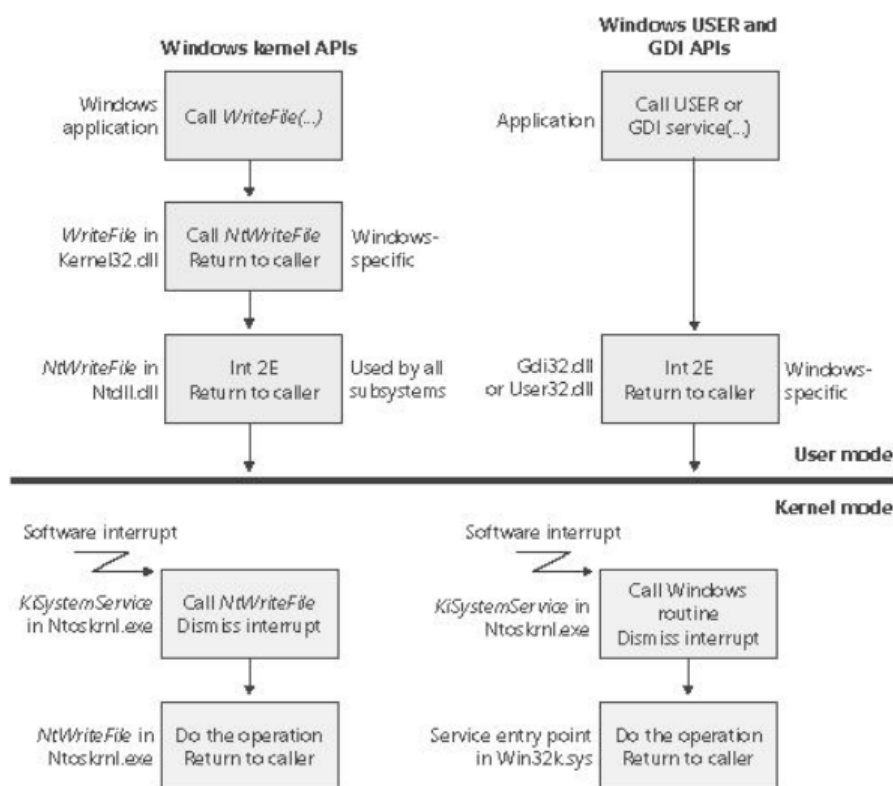 Windows kernel APIs
Windows USER and
GDI APIs
Windows
application
Call WriteFile(...)
Application
Call USER or
GDI service(...)
WriteFile in
Kernel32.dll
Call NtWriteFile
Return to caller
Windows-
specific
NtWriteFile in
Ntdll.dll
Int 2E
Return to caller
Used by all
subsystems
Gdi32.dll
or User32.dll
Int 2E
Return to caller
Windows-
specific
User mode
Kernel mode
Software interrupt
Software interrupt
KiSystemService
in Ntoskrnl.exe
Call NtWriteFile
Dismiss interrupt
KiSystemService in
Ntoskrnl.exe
Call Windows
routine
Dismiss interrupt
NtWriteFile in
Ntoskrnl.exe
Do the operation
Return to caller
Service entry point
in Win32k.sys
Do the operation
Return to caller